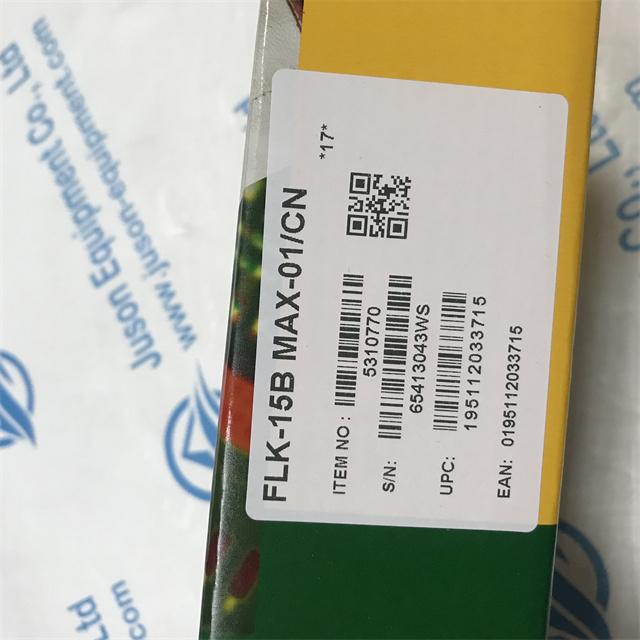 *17*
FLK-15B MAX-01/CN
ITEM NO :
5310770
S/N:
65413043WS
UPC:
195112033715
EAN: 0195112033715
Juson Equipment Co., Ltd
www.juson-equipment.com
Ltd